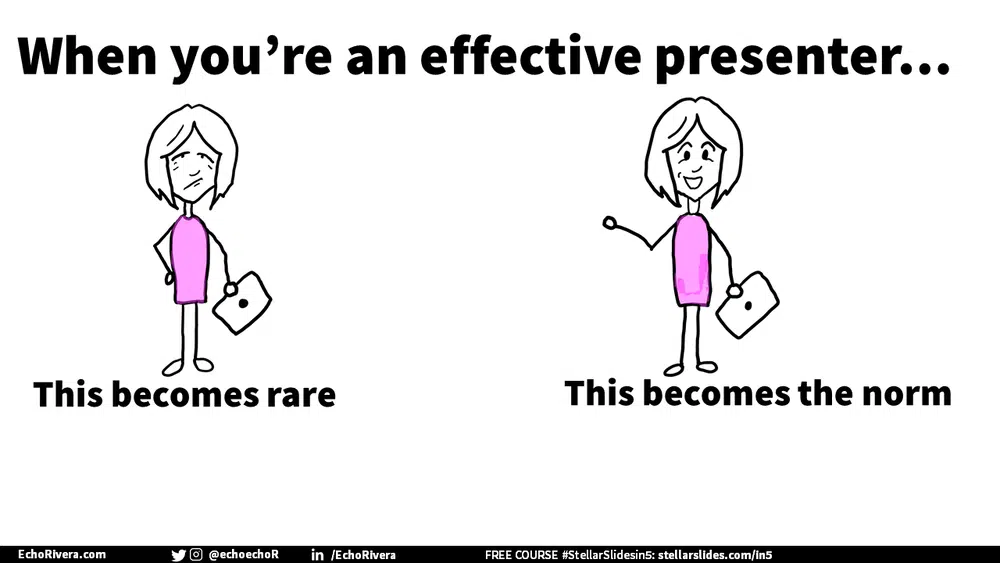 When you’re an effective presenter...
This becomes rare
This becomes the norm
EchoRivera.com @echoechoR in /EchoRivera FREE COURSE #StellarSlidesin5: stellarslides.com/in5